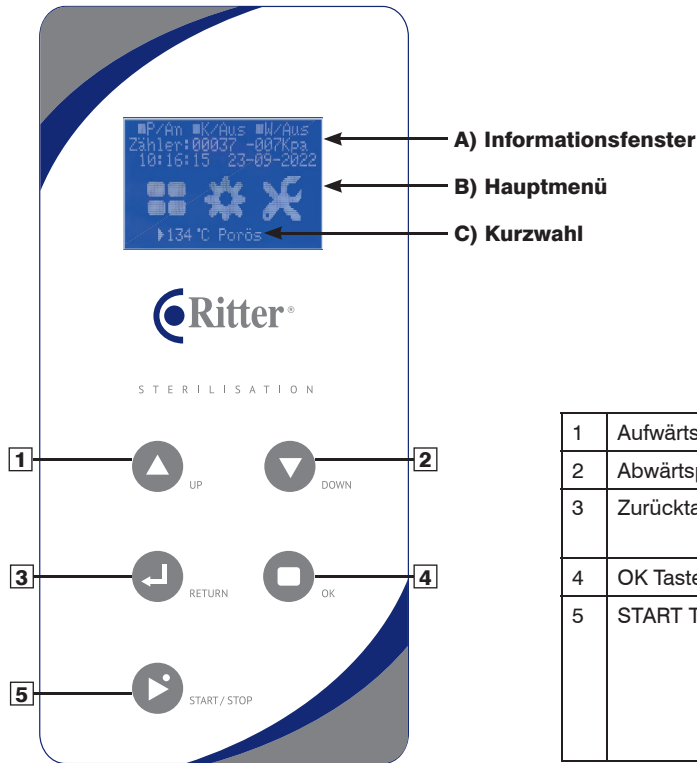 ■P/An ■K/Aus ■W/Aus
Zähler:00037 -007Kpa
10:16:15 23-09-2022
134 °C Porös
A) Informationsfenster
B) Hauptmenü
C) Kurzwahl
Ritter®
STERILISATION
1
UP
2
DOWN
3
RETURN
4
OK
5
START / STOP
1 Aufwärts
2
3
4 OK Taste
5 START